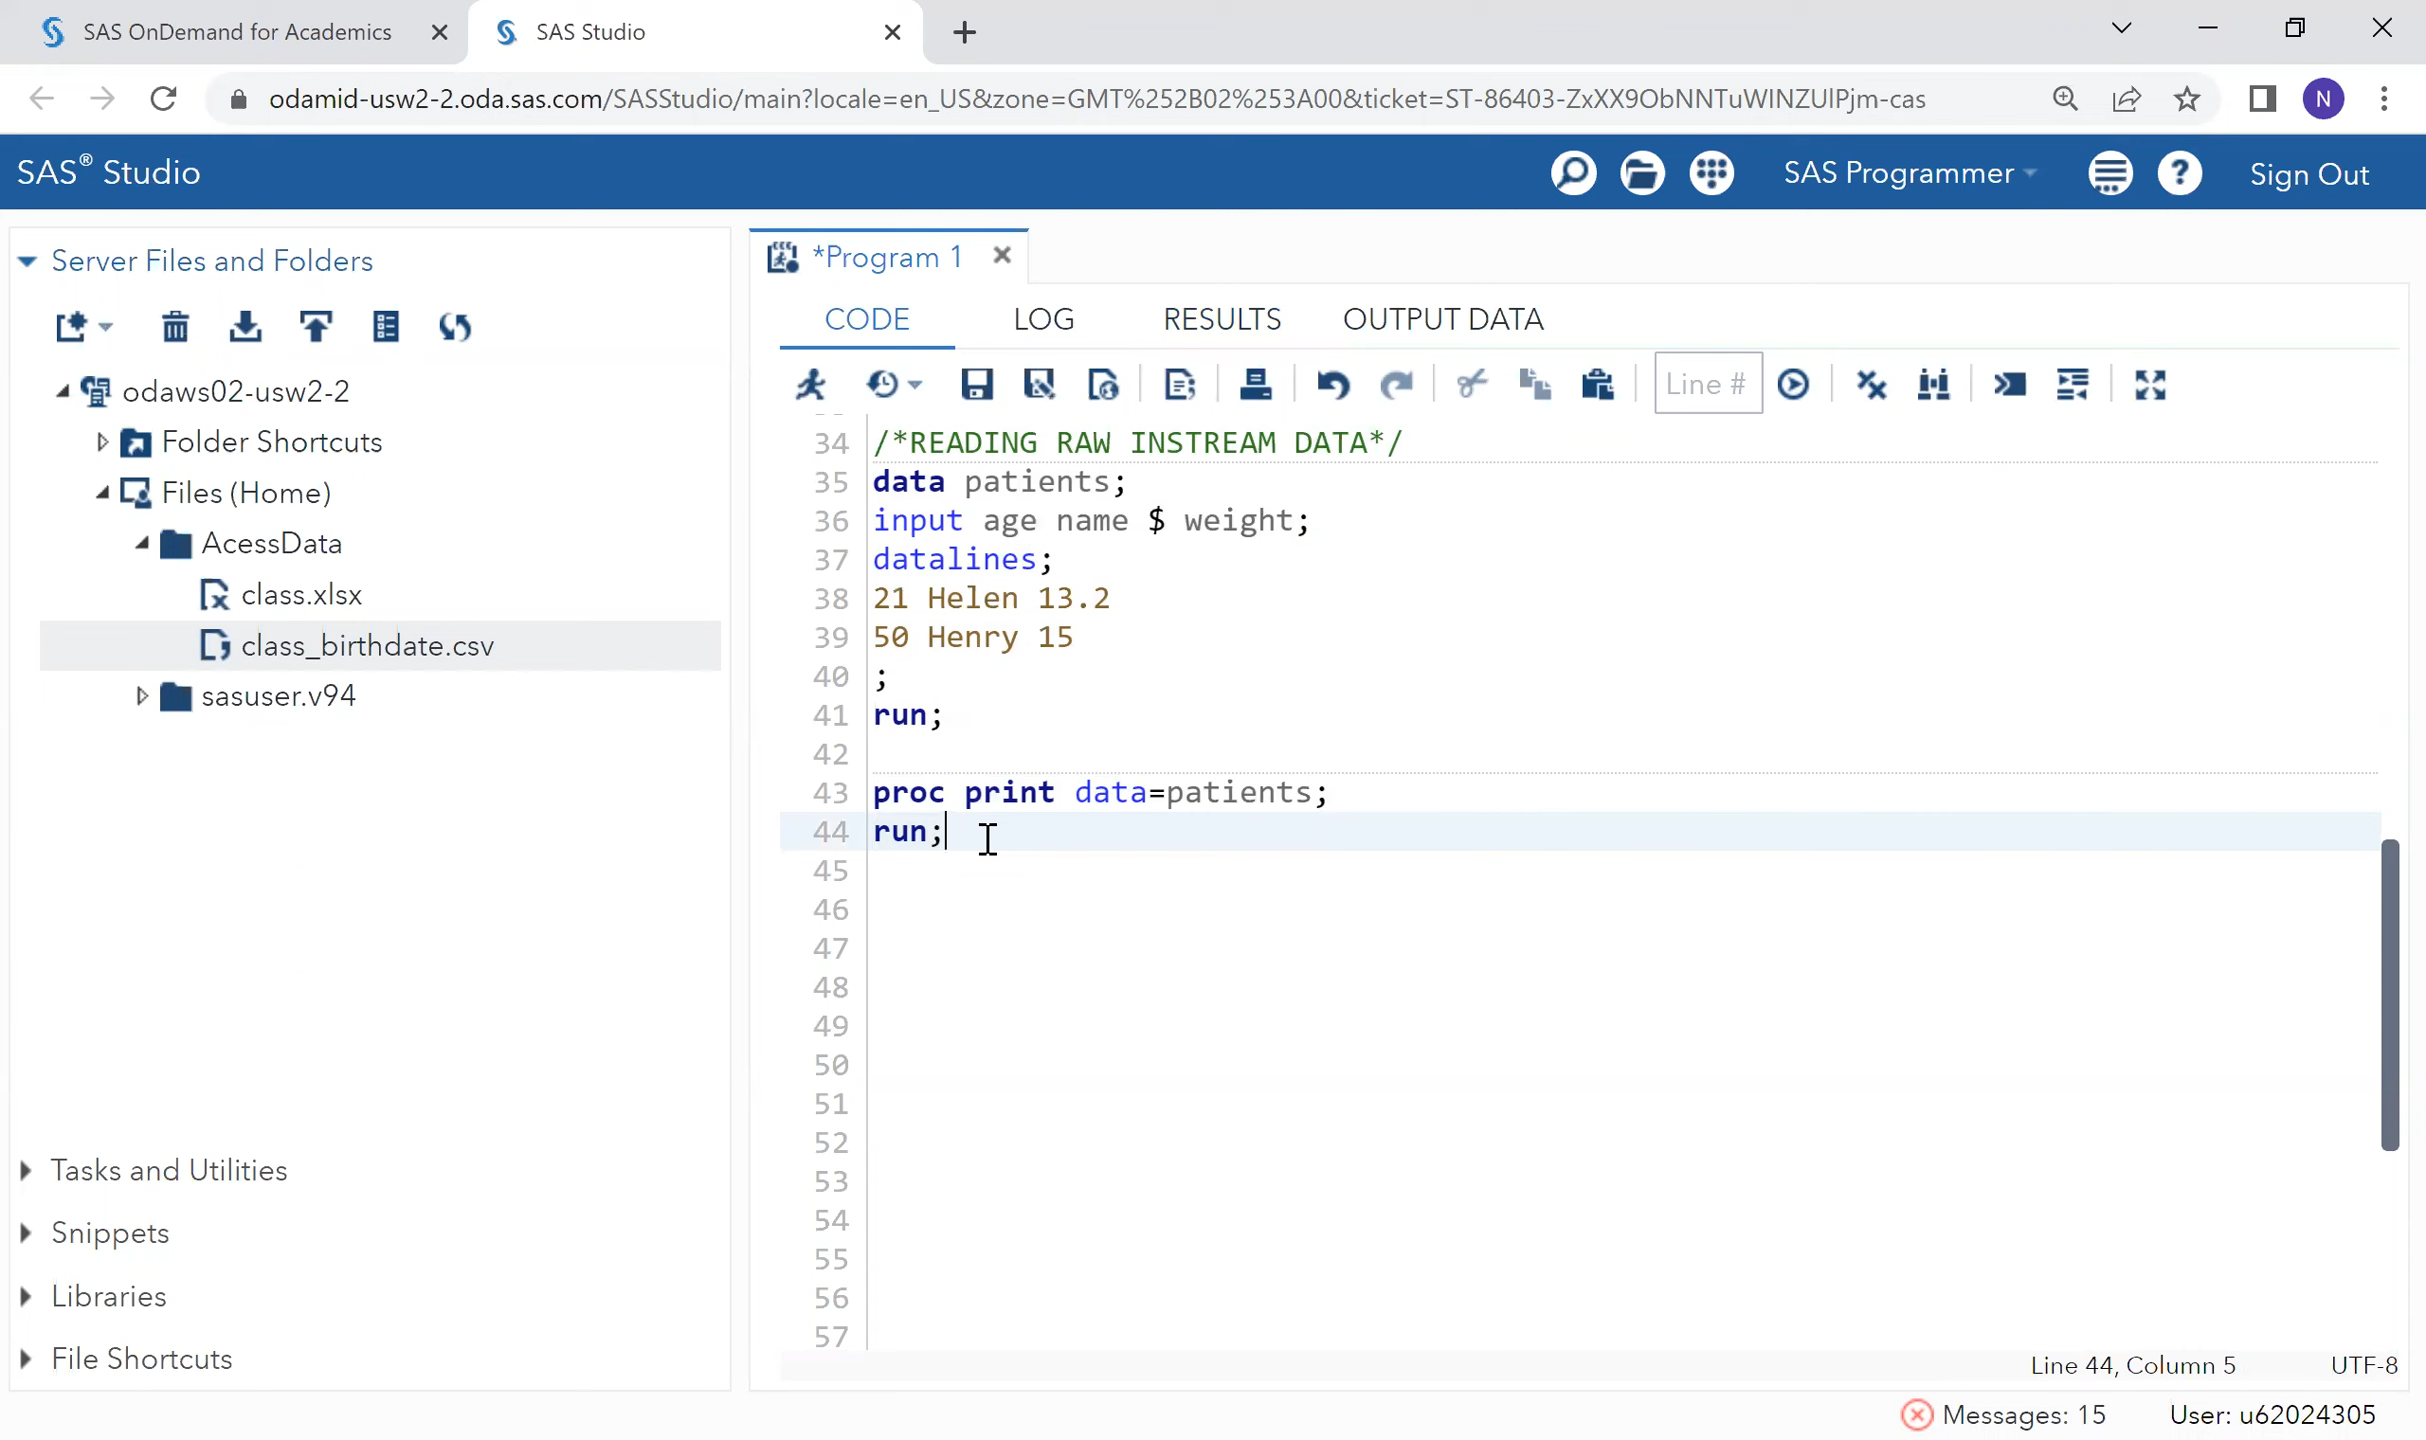 SAS OnDemand for Academics
SAS Studio
odamid-usw2-2.oda.sas.com/SASStudio/main?locale=en_US&zone=GMT%252B02%253A00&ticket=ST-86403-ZxXX9ObNNTuWINZUlPjm-cas
N
SAS® Studio
SAS Programmer
Sign Out
Server Files and Folders
odaws02-usw2-2
Folder Shortcuts
Files (Home)
AcessData
class.xlsx
class_birthdate.csv
sasuser.v94
Tasks and Utilities
Snippets
Libraries
File Shortcuts
*Program 1
CODE LOG RESULTS OUTPUT DATA
Line #
34 /*READING RAW INSTREAM DATA*/
35 data patients;
36 input age name $ weight;
37 datalines;
38 21 Helen 13.2
39 50 Henry 15
40 ;
41 run;
42
43 proc print data=patients;
44 run;
45
46
47
48
49
50
51
52
53
54
55
56
57
Line 44, Column 5 UTF-8
Messages: 15 User: u62024305